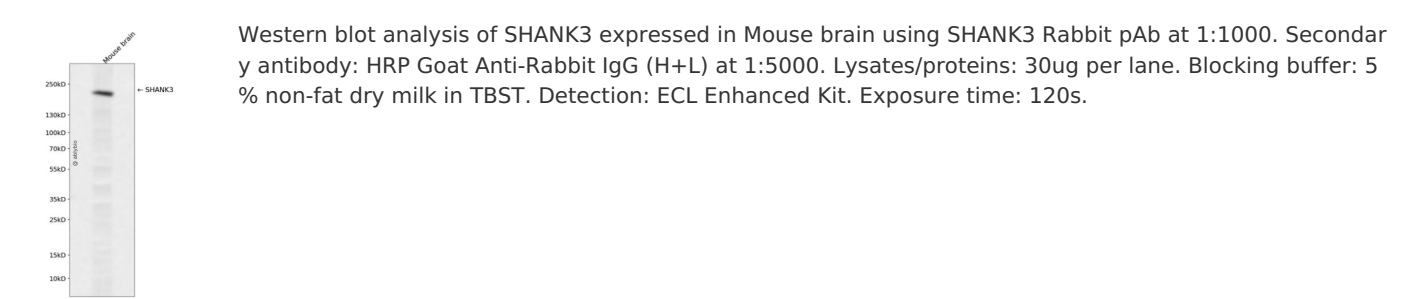 Mouse brain
Western blot analysis of SHANK3 expressed in Mouse brain using SHANK3 Rabbit pAb at 1:1000. Secondar
y antibody: HRP Goat Anti-Rabbit IgG (H+L) at 1:5000. Lysates/proteins: 30ug per lane. Blocking buffer: 5
% non-fat dry milk in TBST. Detection: ECL Enhanced Kit. Exposure time: 120s.
250kD
← SHANK3
130kD
100kD
70kD
55kD
35kD
25kD
15kD
10kD
@ ablybio